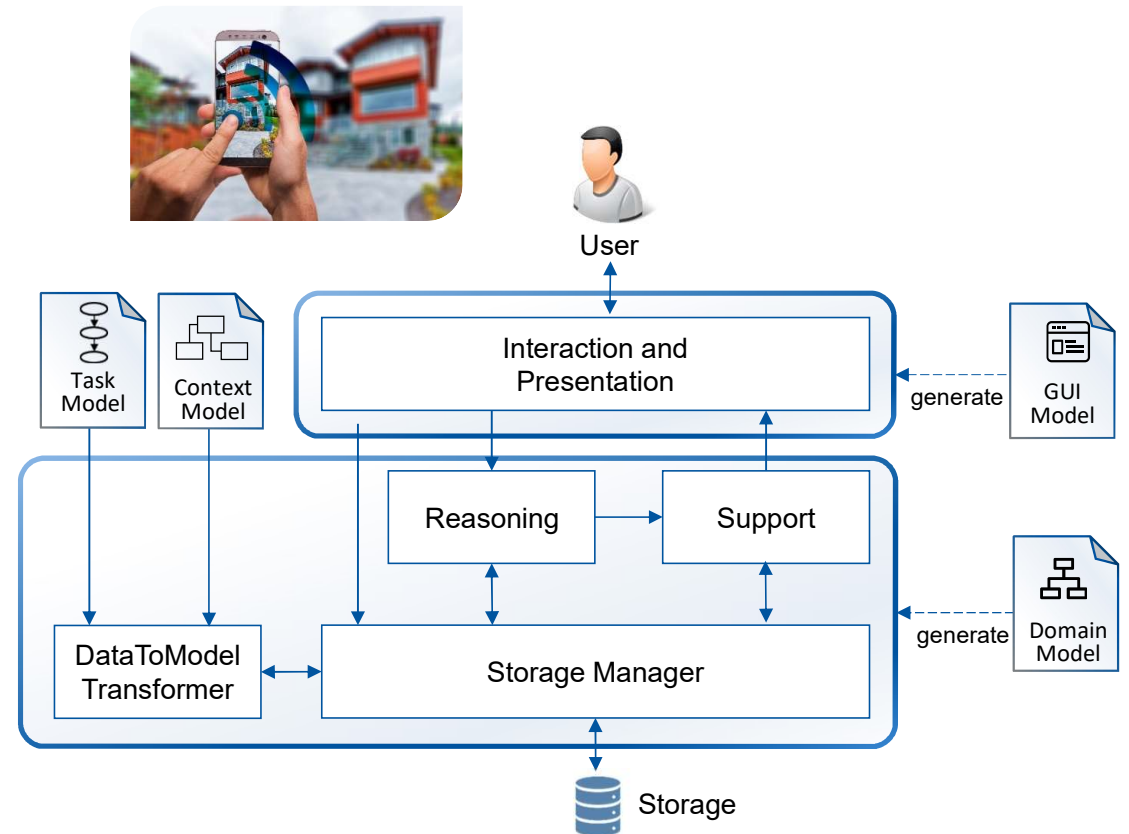 User
Task
Model
Context
Model
Interaction and
Presentation
generate
GUI
Model
Reasoning
Support
generate
Domain
Model
DataToModel
Transformer
Storage Manager
Storage